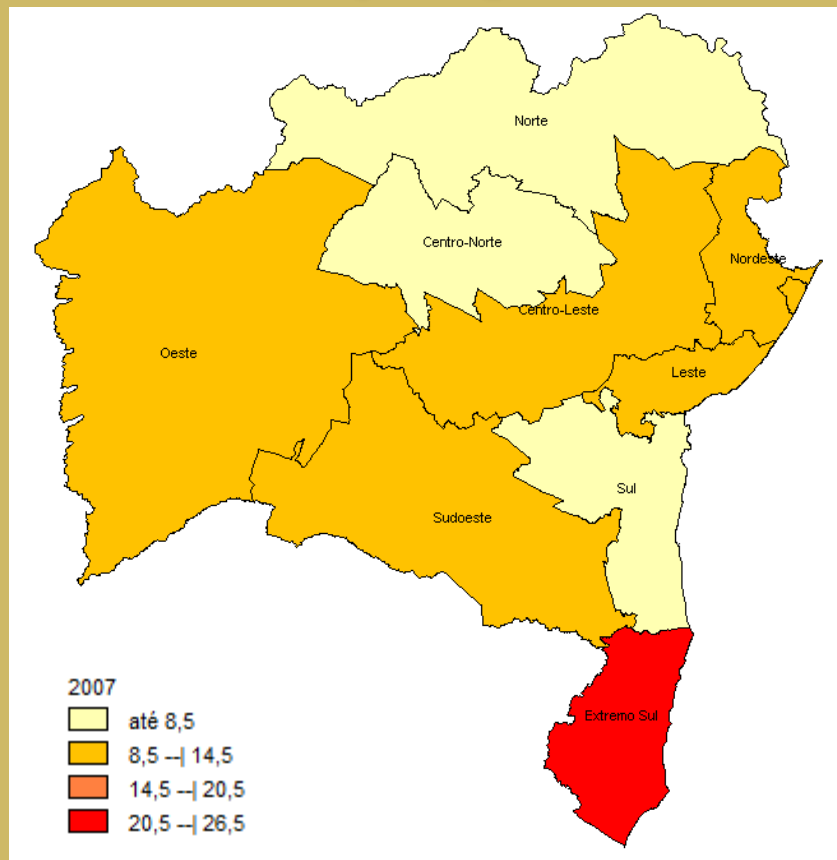 Norte
Centro-Norte
Nordeste
Centro-Leste
Oeste
Leste
Sul
Sudoeste
Extremo Sul
2007
até 8,5
8,5 --| 14,5
14,5 --| 20,5
20,5 --| 26,5